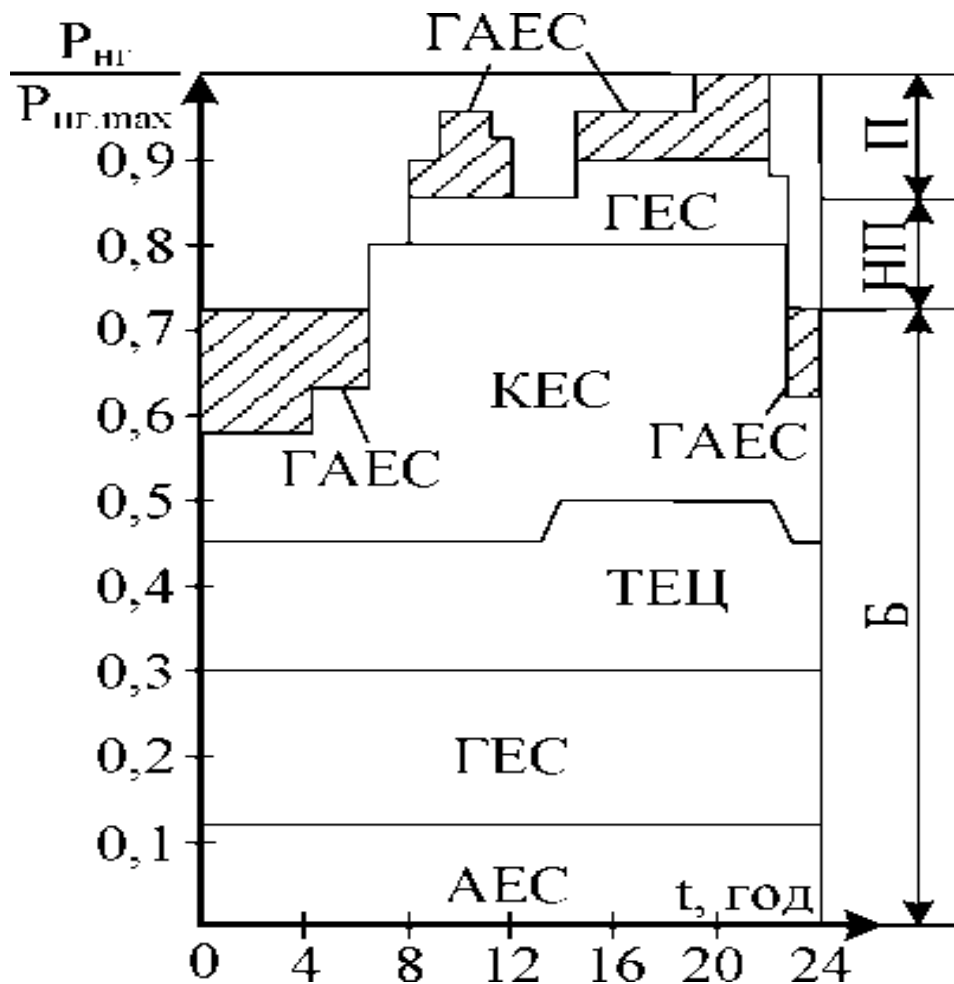 Pнг
Pнг.max
ГАЕС
0,9
0,8
0,7
0,6
0,5
0,4
0,3
0,2
0,1
ГЕС
КЕС
ГАЕС
ГАЕС
ТЕЦ
ГЕС
АЕС
t, год
0 4 8 12 16 20 24
П
НП
Б